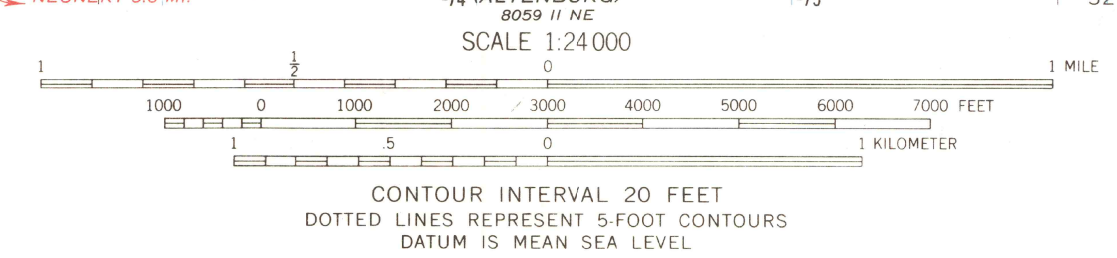 8059 II NE
SCALE 1:24 000
1 1/2 0 1 MILE
1000 0 1000 2000 3000 4000 5000 6000 7000 FEET
1 .5 0 1 KILOMETER
CONTOUR INTERVAL 20 FEET
DOTTED LINES REPRESENT 5-FOOT CONTOURS
DATUM IS MEAN SEA LEVEL